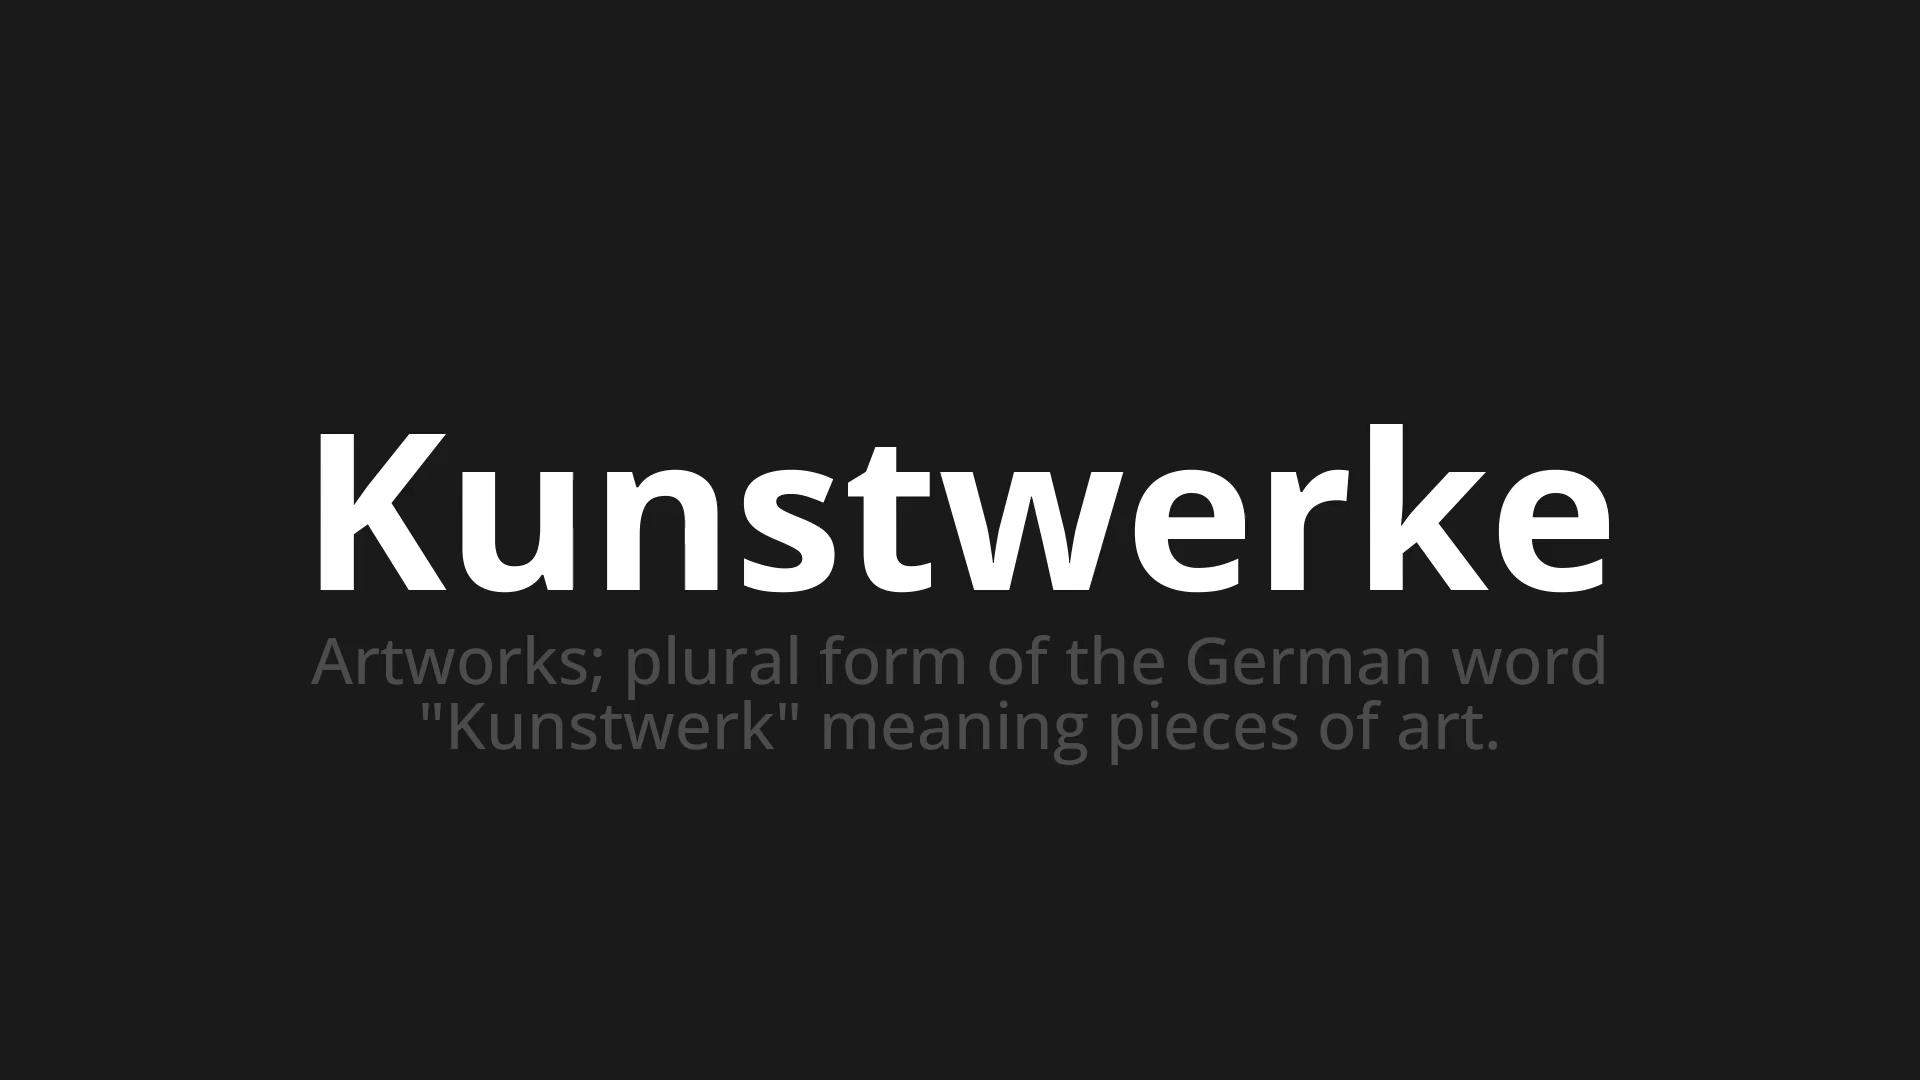 Kunstwerke
Artworks; plural form of the German word
"Kunstwerk" meaning pieces of art.